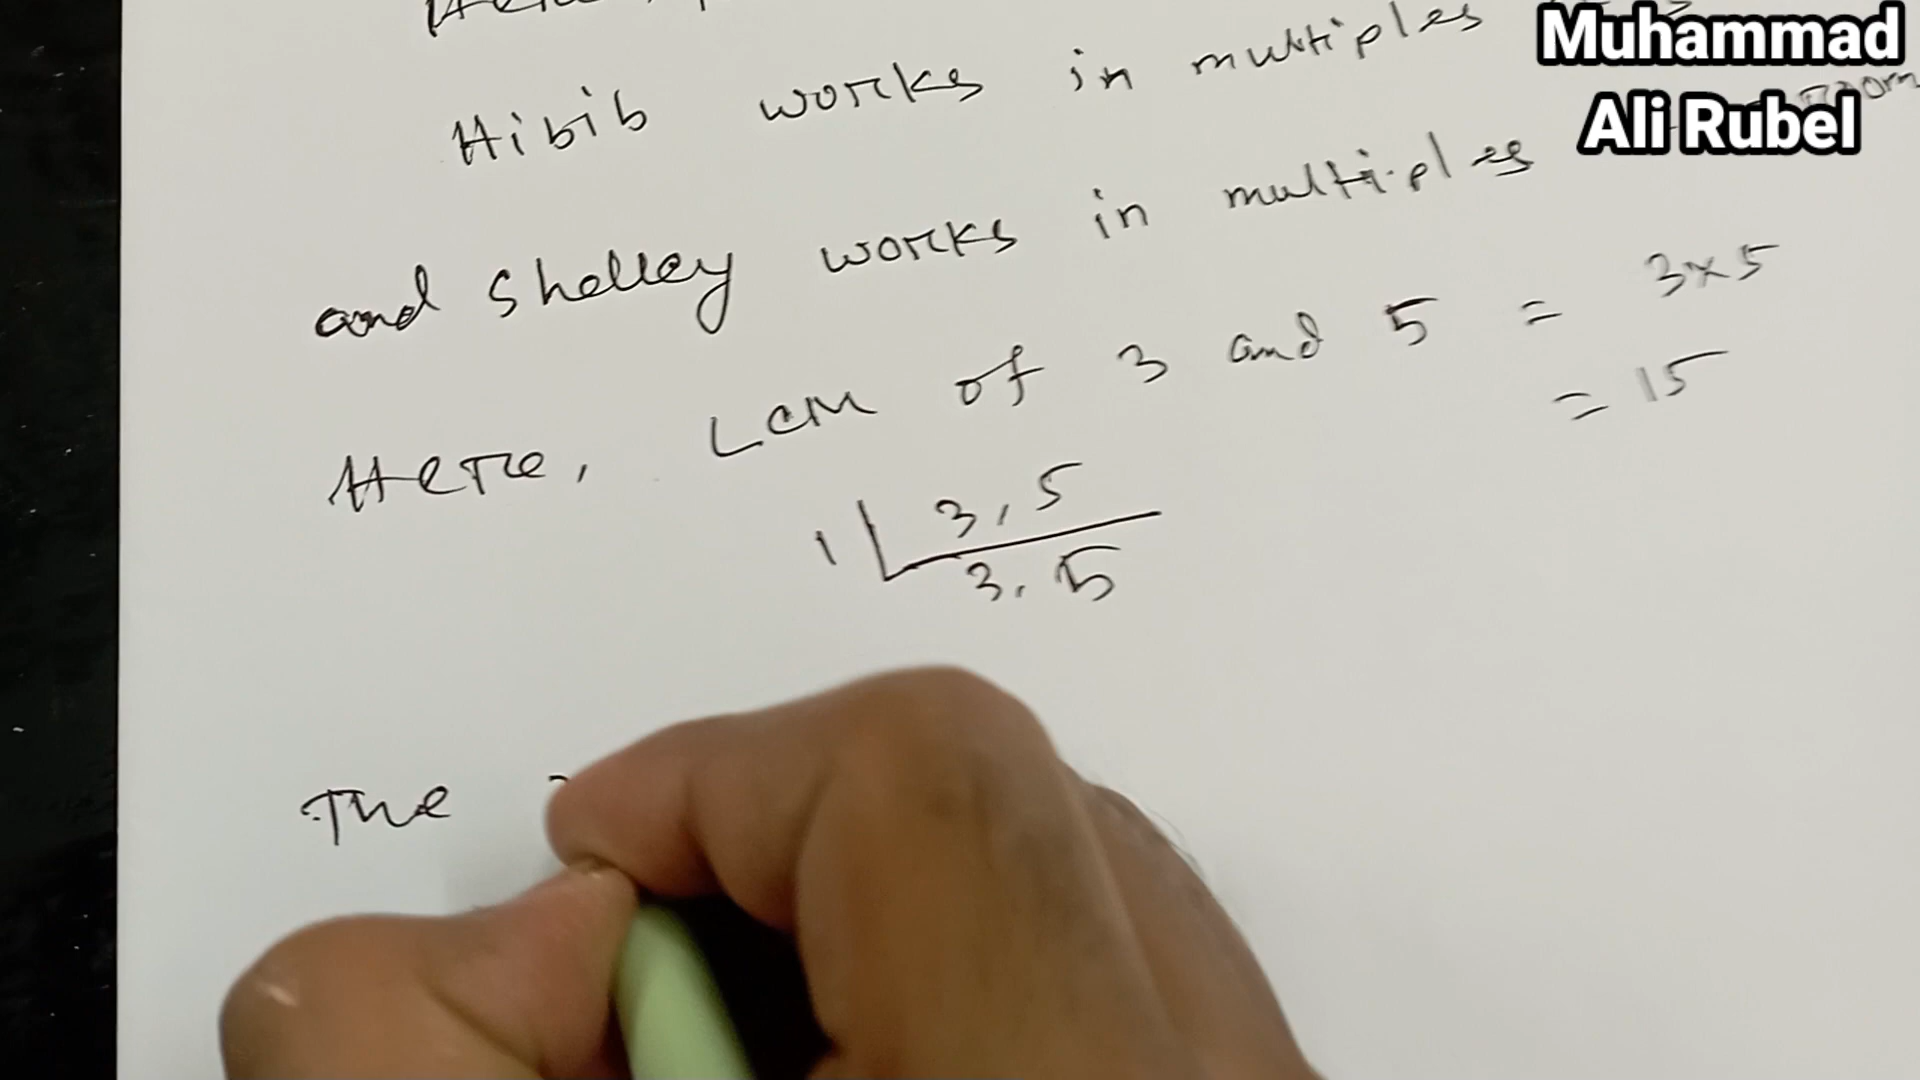 Hibib works in multiples
and Shelley works in multiples room
Here, LCM of 3 and 5 = 3x5
= 15
1 3, 5
3, 5
The
Muhammad
Ali Rubel